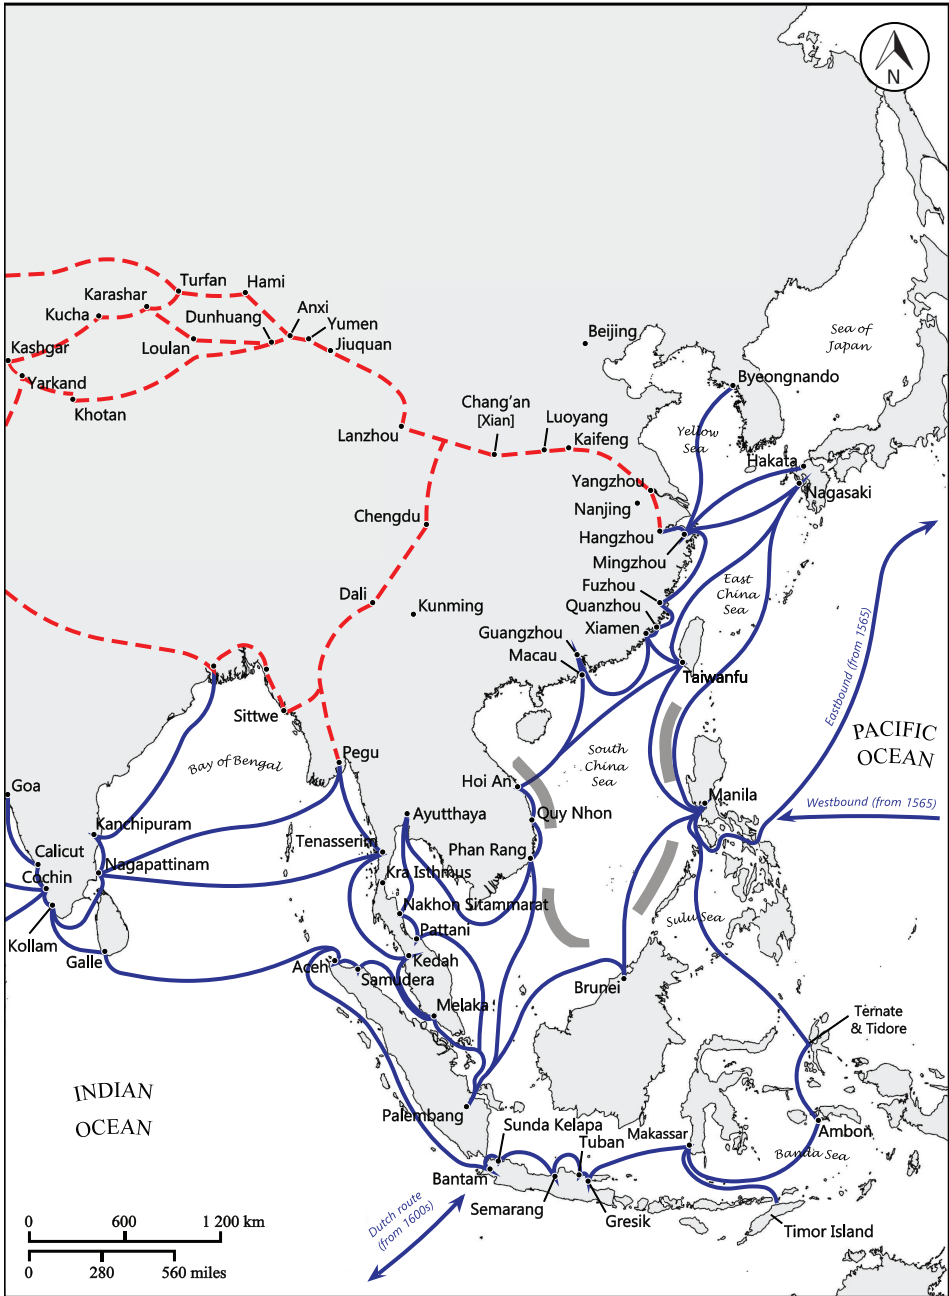 N
Turfan
Hami
Karashar
Kucha
Dunhuang
Anxi
Yumen
Loulan
Jiuquan
Kashgar
Yarkand
Khotan
Beijing
Sea of
Japan
Byeongnando
Chang'an
[Xian]
Luoyang
Kaifeng
Lanzhou
Yellow
Sea
Hakata
Nagasaki
Yangzhou
Nanjing
Chengdu
Hangzhou
Mingzhou
East
China
Sea
Dali
Kunming
Fuzhou
Quanzhou
Xiamen
Guangzhou
Macau
Taiwanfu
Eastbound (from 1565)
PACIFIC
OCEAN
Sittwe
Bay of Bengal
Pegu
South
China
Sea
Goa
Hoi An
Manila
Westbound (from 1565)
Kanchipuram
Ayutthaya
Quy Nhon
Calicut
Nagapattinam
Tenasserim
Phan Rang
Cochin
Kra Isthmus
Nakhon Sitammarat
Sulu Sea
Kollam
Pattani
Galle
Aceh
Kedah
Samudera
Brunei
Melaka
Ternate
& Tidore
INDIAN
OCEAN
Palembang
Sunda Kelapa
Tuban
Makassar
Ambon
Banda Sea
Bantam
Semarang
Gresik
Timor Island
Dutch route
(from 1600s)
0 600 1 200 km
0 280 560 miles